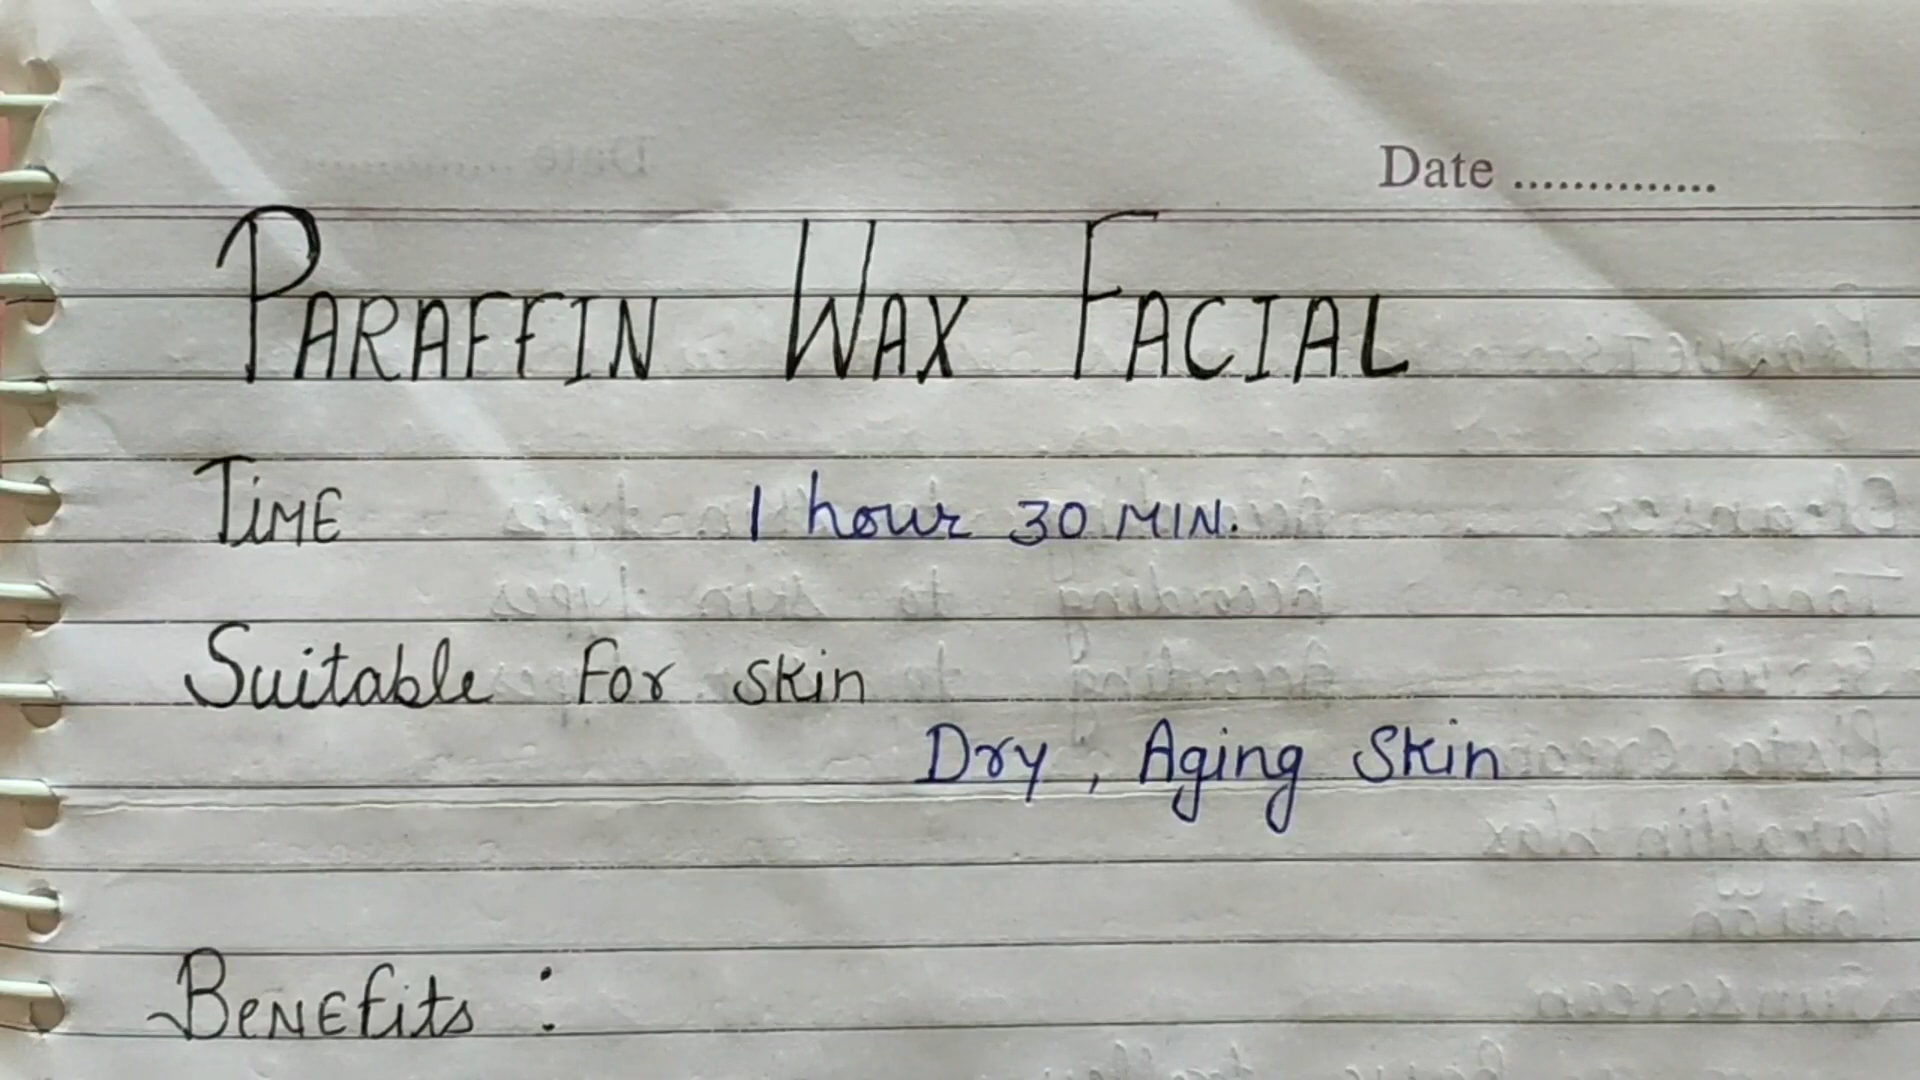 Date ..............
PARAFFIN WAX FACIAL
TIME 1 hour 30 MIN.
Suitable For skin
Dry, Aging Skin
BENEfits :